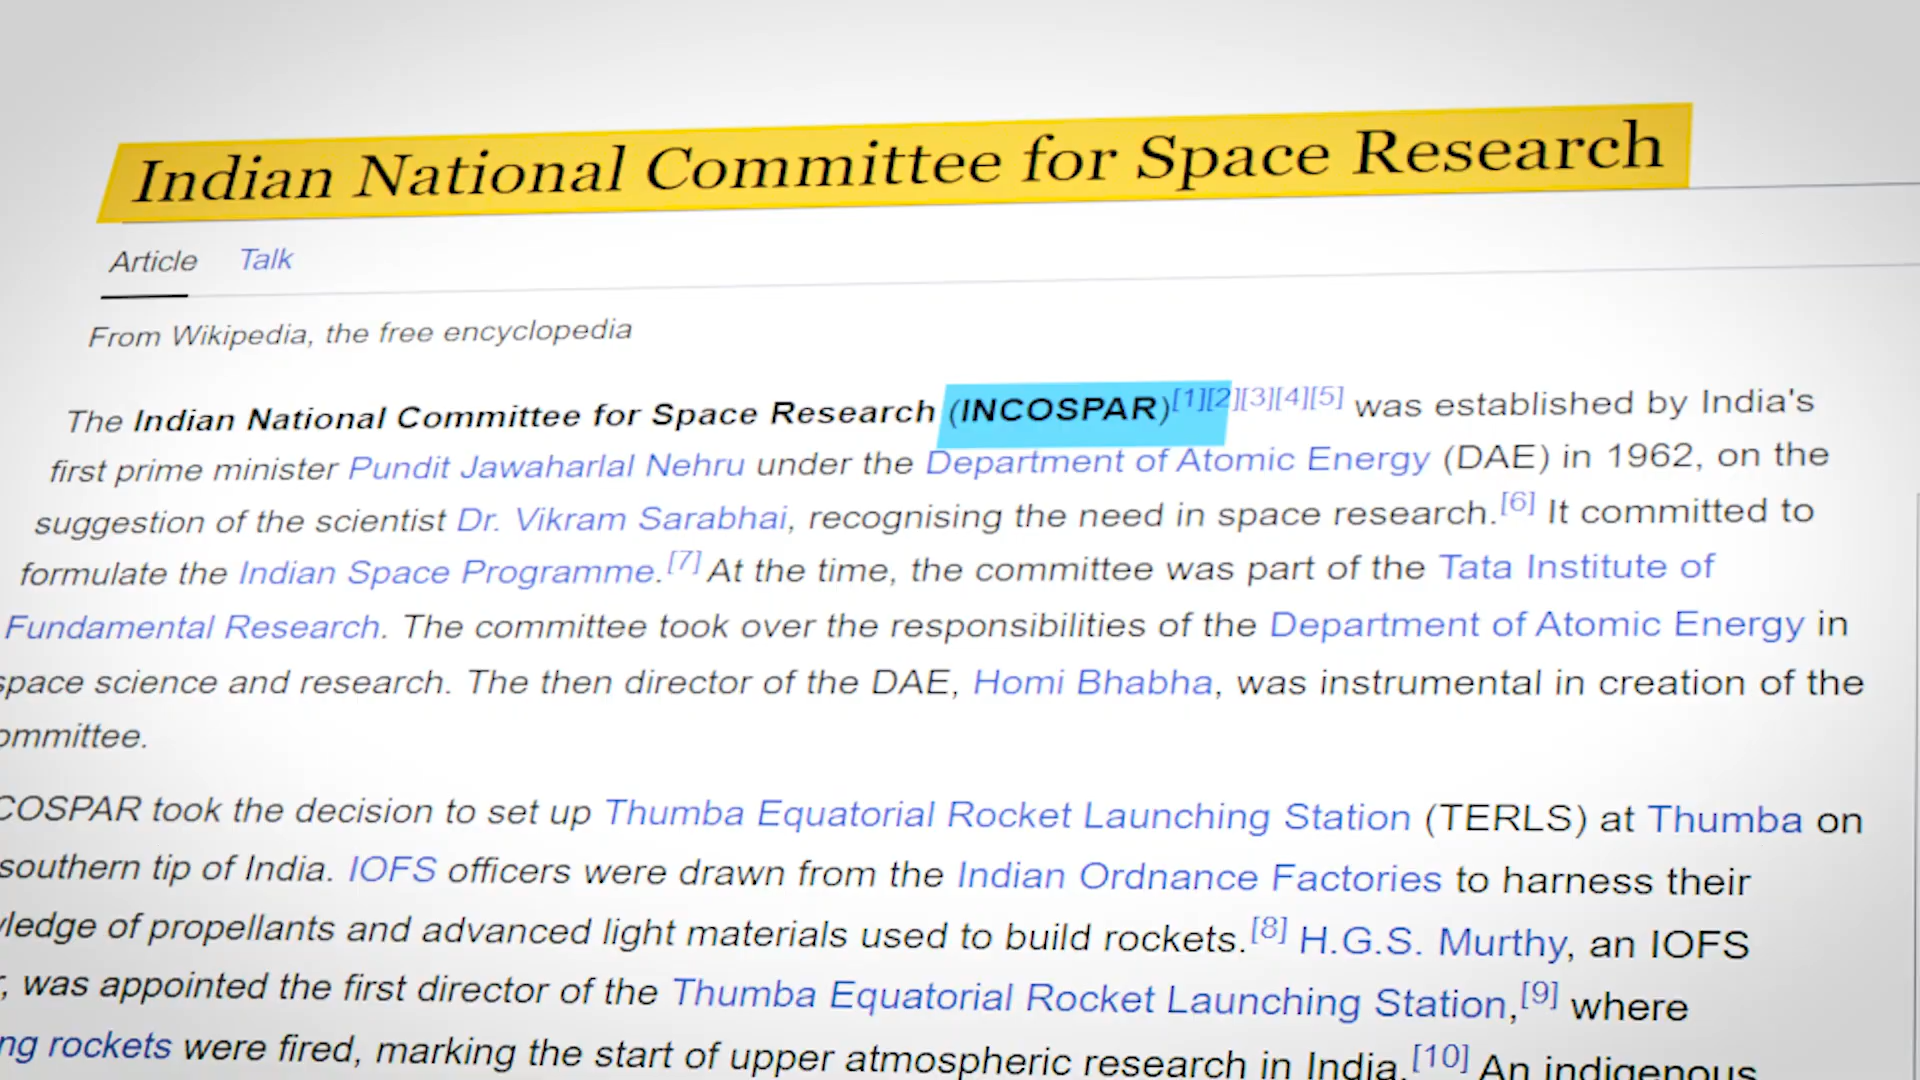 Indian National Committee for Space Research
Article Talk
From Wikipedia, the free encyclopedia
The Indian National Committee for Space Research (INCOSPAR)[1][2][3][4][5] was established by India's
first prime minister Pundit Jawaharlal Nehru under the Department of Atomic Energy (DAE) in 1962, on the
suggestion of the scientist Dr. Vikram Sarabhai, recognising the need in space research.[6] It committed to
formulate the Indian Space Programme.[7] At the time, the committee was part of the Tata Institute of
Fundamental Research. The committee took over the responsibilities of the Department of Atomic Energy in
space science and research. The then director of the DAE, Homi Bhabha, was instrumental in creation of the
ommittee.
COSPAR took the decision to set up Thumba Equatorial Rocket Launching Station (TERLS) at Thumba on
southern tip of India. IOFS officers were drawn from the Indian Ordnance Factories to harness their
ledge of propellants and advanced light materials used to build rockets.[8] H.G.S. Murthy, an IOFS
, was appointed the first director of the Thumba Equatorial Rocket Launching Station,[9] where
ng rockets were fired, marking the start of upper atmospheric research in India.[10] An indigenous